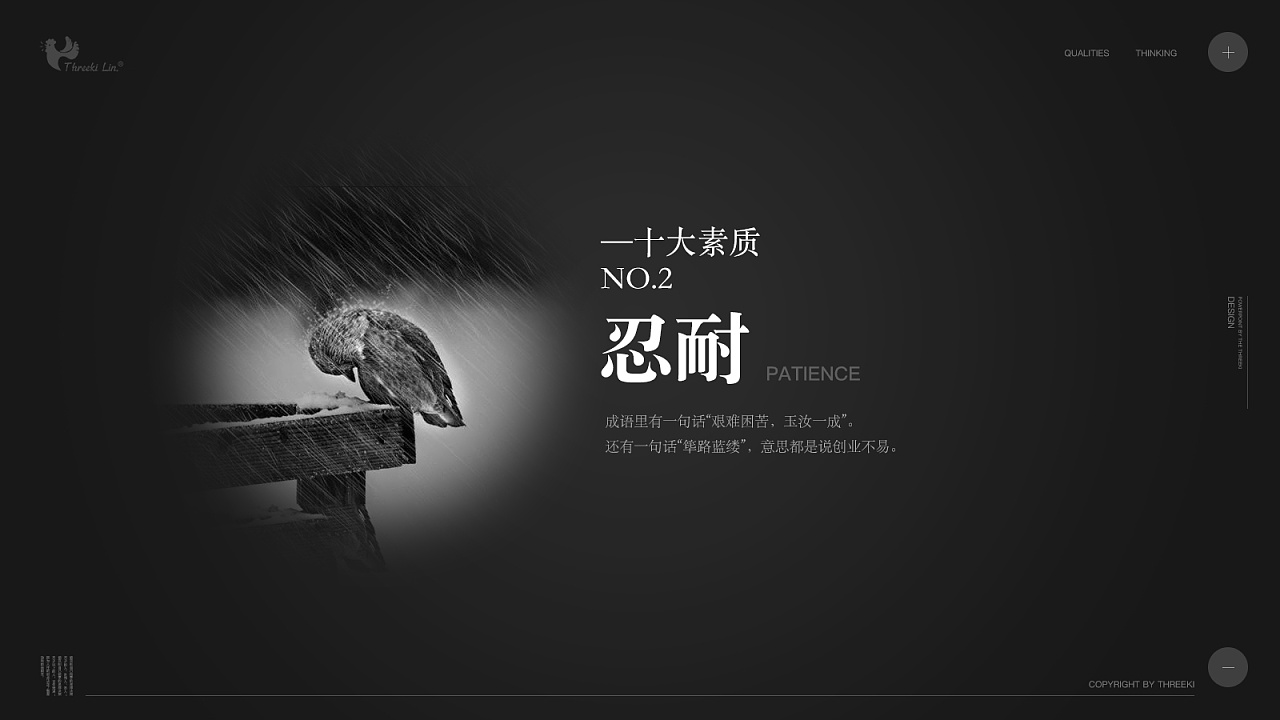 Threeki Lin.®
QUALITIES
THINKING
—十大素质
NO.2
忍耐
PATIENCE
成语里有一句话“艰难困苦，玉汝一成”。
还有一句话“筚路蓝缕”，意思都是说创业不易。
POWERPOINT BY THE THREEKI
DESIGN
COPYRIGHT BY THREEKI